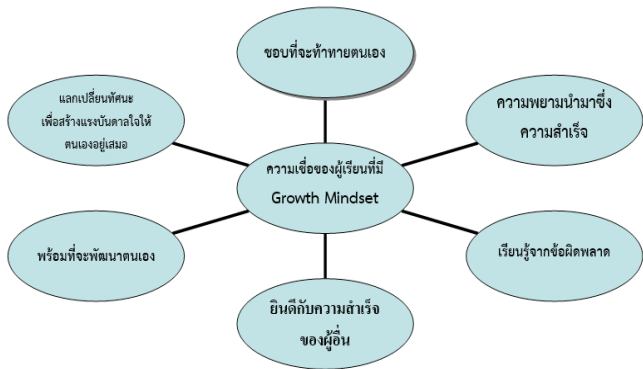 ชอบที่จะท้าทายตนเอง
แลกเปลี่ยนทัศนะ
เพื่อสร้างแรงบันดาลใจให้
ตนเองอยู่เสมอ
ความพยามนำมาซึ่ง
ความสำเร็จ
ความเชื่อของผู้เรียนที่มี
Growth Mindset
พร้อมที่จะพัฒนาตนเอง
เรียนรู้จากข้อผิดพลาด
ยินดีกับความสำเร็จ
ของผู้อื่น